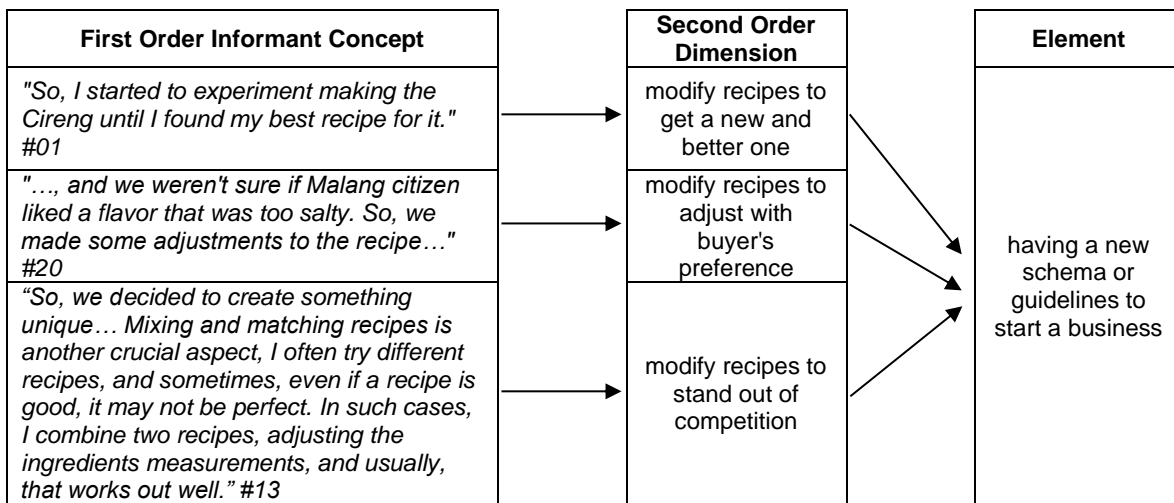 First Order Informant Concept
"So, I started to experiment making the
Cireng until I found my best recipe for it."
#01
"…, and we weren't sure if Malang citizen
liked a flavor that was too salty. So, we
made some adjustments to the recipe…"
#20
“So, we decided to create something
unique… Mixing and matching recipes is
another crucial aspect, I often try different
recipes, and sometimes, even if a recipe is
good, it may not be perfect. In such cases,
I combine two recipes, adjusting the
ingredients measurements, and usually,
that works out well.” #13
Second Order
Dimension
modify recipes to
get a new and
better one
modify recipes to
adjust with
buyer's
preference
modify recipes to
stand out of
competition
Element
having a new
schema or
guidelines to
start a business